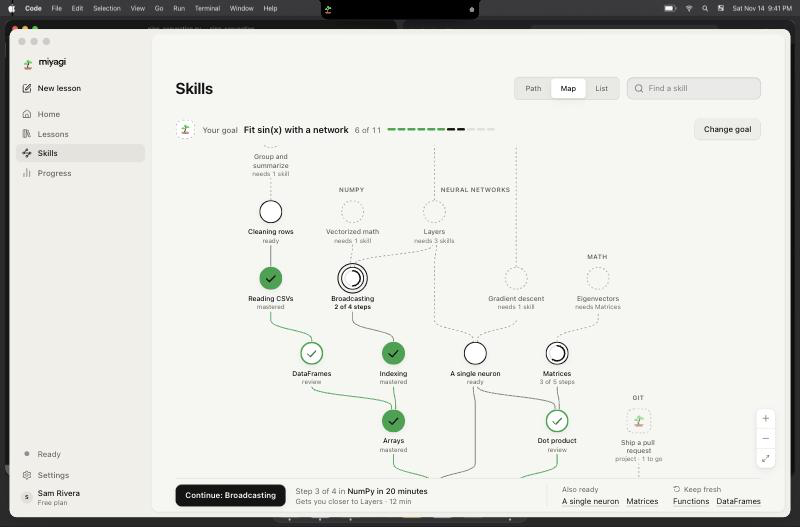 Code File Edit Selection View Go Run Terminal Window Help
Sat Nov 14 9:41 PM
miyagi
New lesson
Home
Lessons
Skills
Progress
Ready
Settings
S Sam Rivera
Free plan
Skills
Path Map List
Find a skill
Your goal Fit sin(x) with a network 6 of 11
Change goal
Group and
summarize
needs 1 skill
NUMPY
NEURAL NETWORKS
Cleaning rows
ready
Vectorized math
needs 1 skill
Layers
needs 3 skills
MATH
Reading CSVs
mastered
Broadcasting
2 of 4 steps
Gradient descent
needs 1 skill
Eigenvectors
needs Matrices
DataFrames
review
Indexing
mastered
A single neuron
ready
Matrices
3 of 5 steps
GIT
Arrays
mastered
Dot product
review
Ship a pull
request
project · 1 to go
Continue: Broadcasting
Step 3 of 4 in NumPy in 20 minutes
Gets you closer to Layers · 12 min
Also ready
A single neuron Matrices
Keep fresh
Functions DataFrames